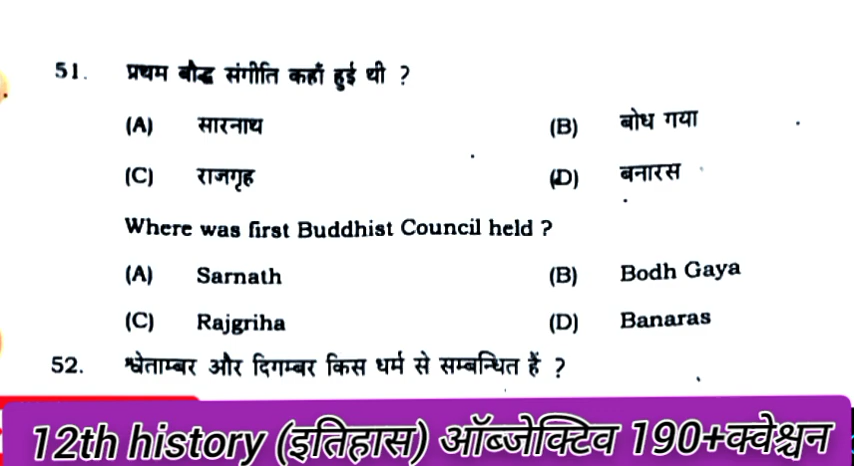 51. प्रथम बौद्ध संगीति कहाँ हुई थी ?
(A) सारनाथ (B) बोध गया
(C) राजगृह (D) बनारस
Where was first Buddhist Council held ?
(A) Sarnath (B) Bodh Gaya
(C) Rajgriha (D) Banaras
52. श्वेताम्बर और दिगम्बर किस धर्म से सम्बन्धित हैं ?
12th history (इतिहास) ऑब्जेक्टिव 190+क्वेश्चन